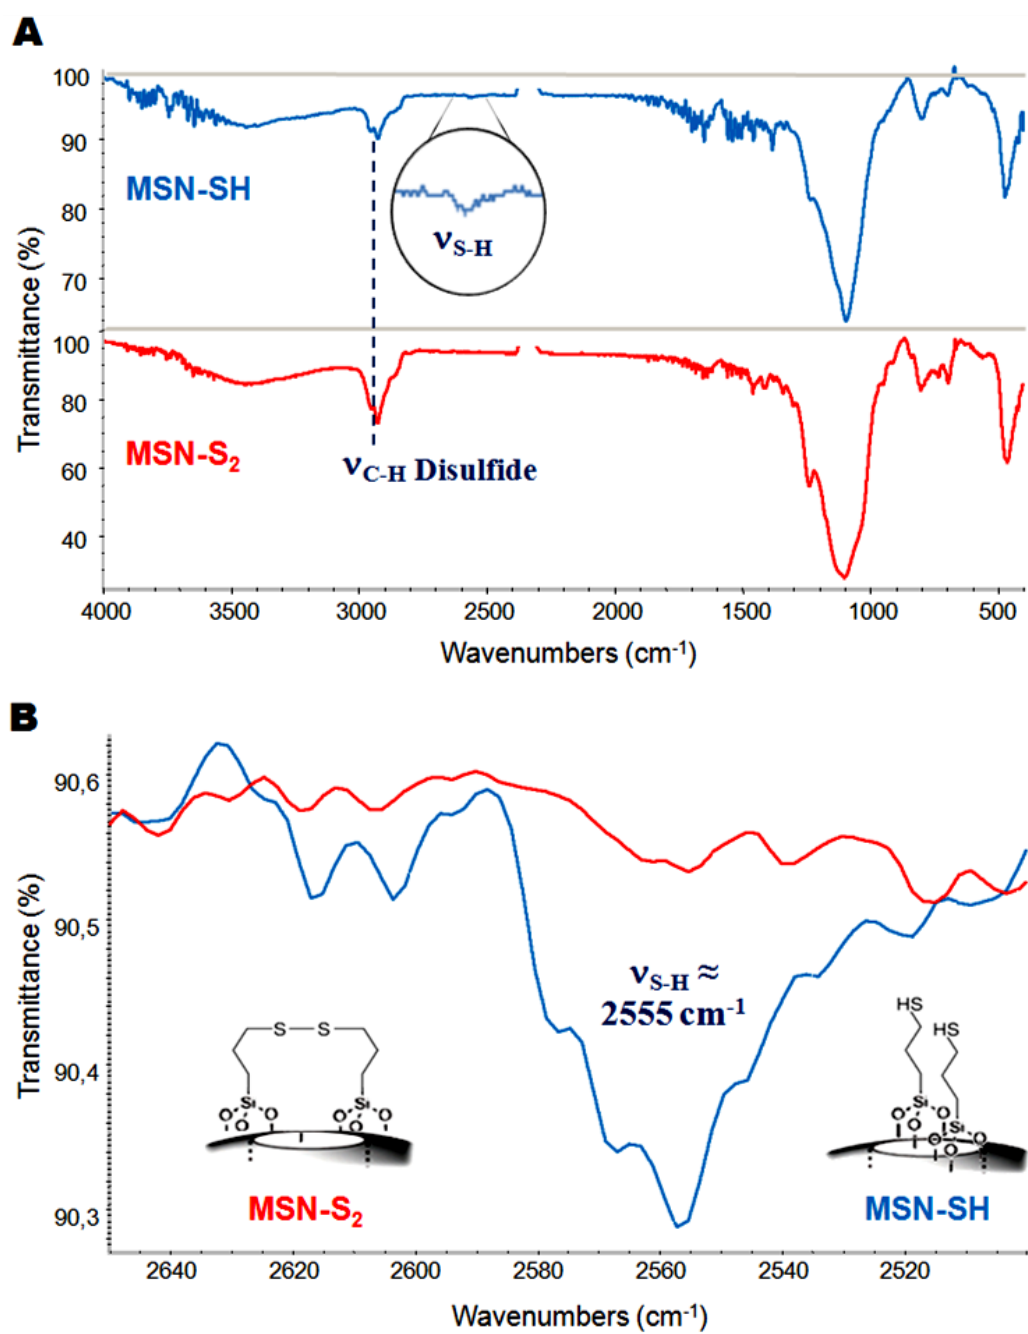 A
100
90
80
70
100
80
60
40
Transmittance (%)
MSN-SH
νS-H
MSN-S2
νC-H Disulfide
4000 3500 3000 2500 2000 1500 1000 500
Wavenumbers (cm-1)
B
90,6
90,5
90,4
90,3
Transmittance (%)
νS-H ≈
2555 cm-1
S S
Si Si
O O O O O O
MSN-S2
HS
HS
Si
Si
O O O O O O
MSN-SH
2640 2620 2600 2580 2560 2540 2520
Wavenumbers (cm-1)